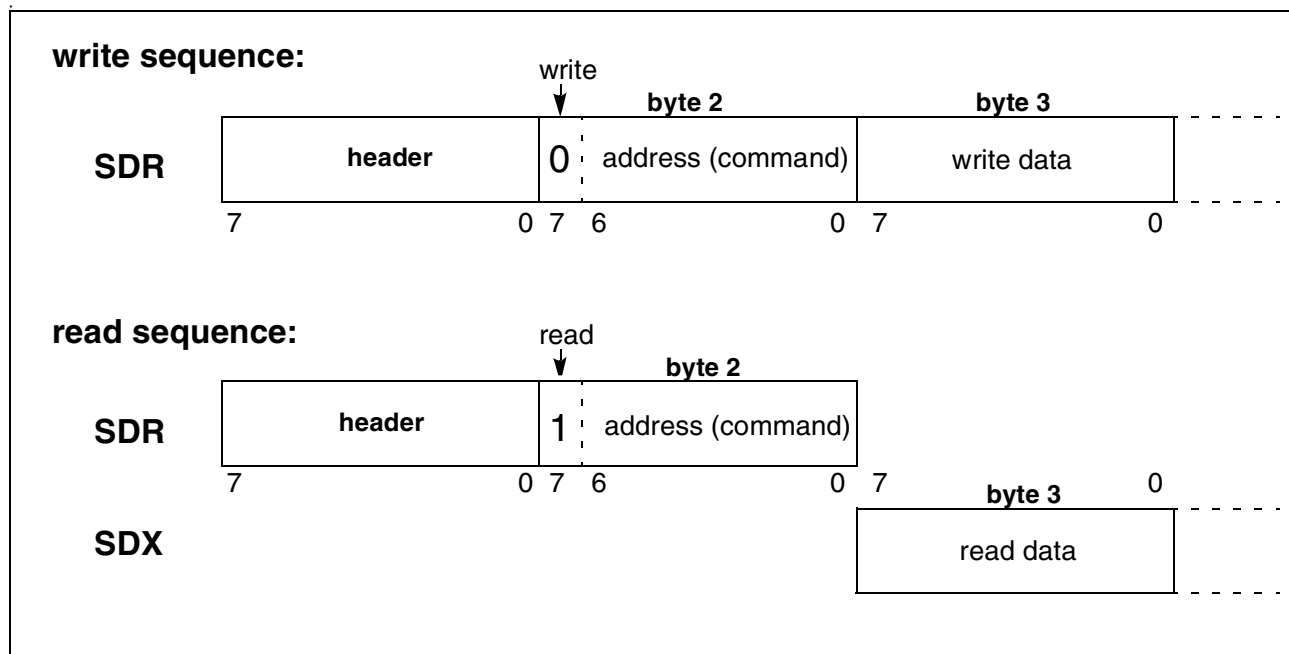 write sequence:
write
byte 2 byte 3
SDR header 0 address (command) write data
7 0 7 6 0 7 0
read sequence:
read
byte 2
SDR header 1 address (command)
7 0 7 6 0 7 0
byte 3
SDX read data